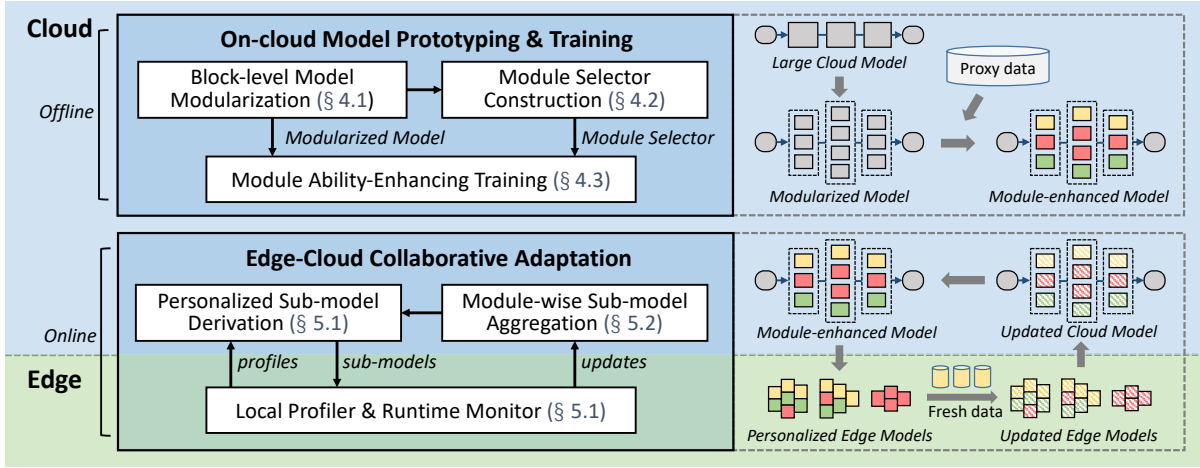 Cloud
Offline
On-cloud Model Prototyping & Training
Block-level Model
Modularization (§ 4.1)
Module Selector
Construction (§ 4.2)
Modularized Model
Module Selector
Module Ability-Enhancing Training (§ 4.3)
Large Cloud Model
Proxy data
Modularized Model
Module-enhanced Model
Online
Edge-Cloud Collaborative Adaptation
Personalized Sub-model
Derivation (§ 5.1)
Module-wise Sub-model
Aggregation (§ 5.2)
profiles
sub-models
updates
Edge
Local Profiler & Runtime Monitor (§ 5.1)
Module-enhanced Model
Updated Cloud Model
Fresh data
Personalized Edge Models
Updated Edge Models